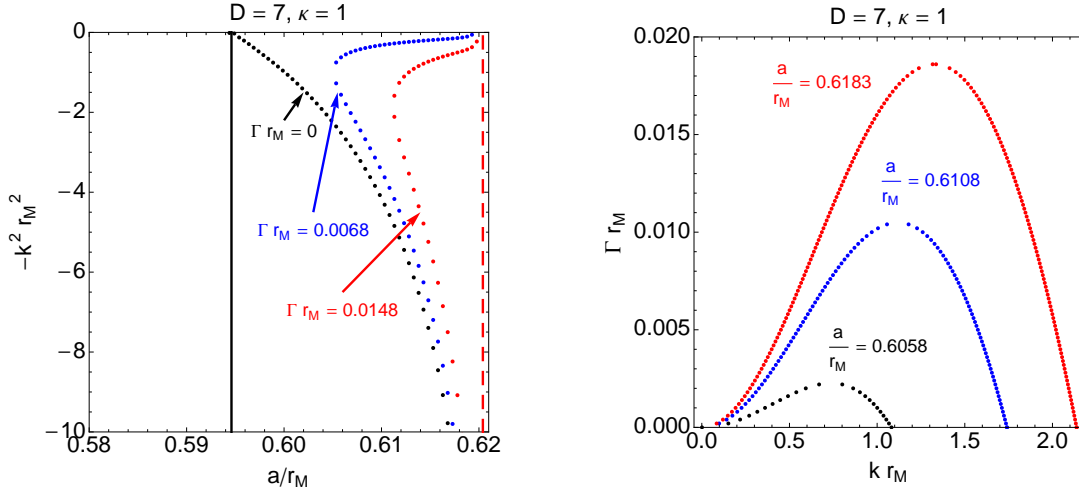 D = 7, κ = 1
0
−2
−4
−6
−8
−10
−k² r_M²
Γ r_M = 0
Γ r_M = 0.0068
Γ r_M = 0.0148
0.58 0.59 0.60 0.61 0.62
a/r_M
D = 7, κ = 1
0.020
0.015
0.010
0.005
0.000
Γ r_M
a/r_M = 0.6183
a/r_M = 0.6108
a/r_M = 0.6058
0.0 0.5 1.0 1.5 2.0
k r_M